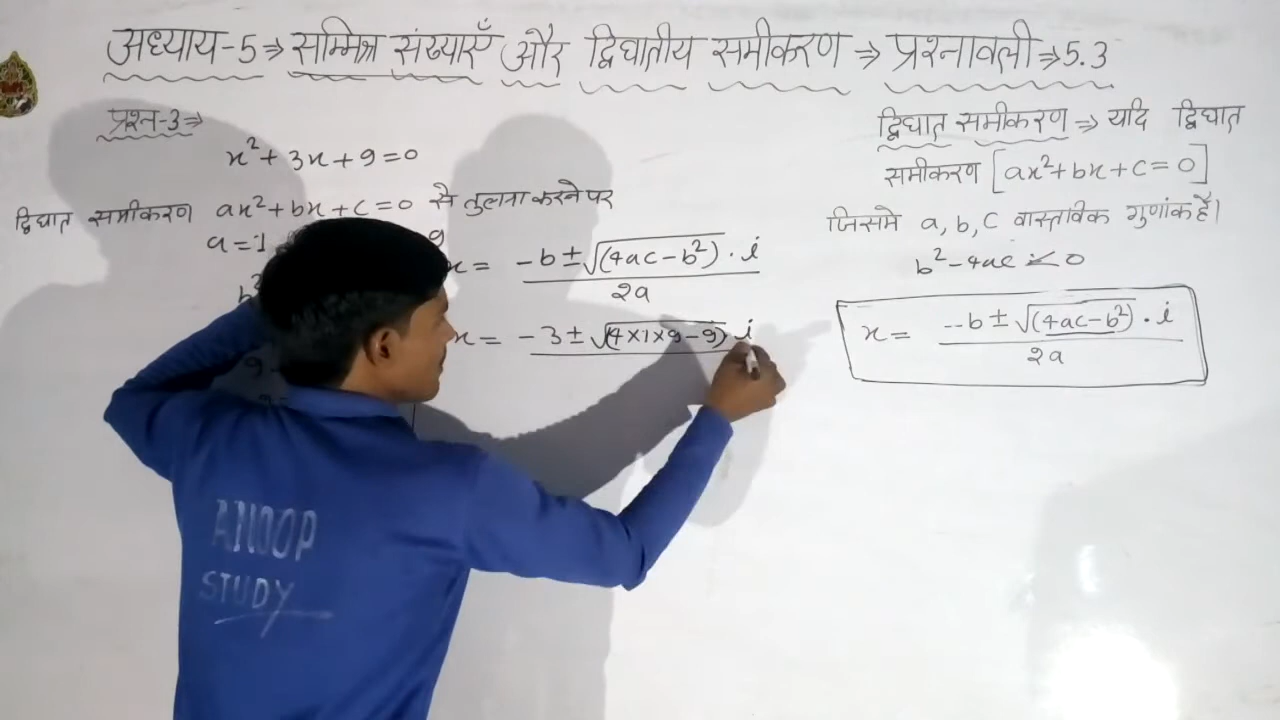 अध्याय-5⇒ सम्मिश्र संख्याएँ और द्विघातीय समीकरण ⇒ प्रश्नावली⇒5.3
प्रश्न-3⇒
x²+3x+9=0
द्विघात समीकरण ax²+bx+c=0 से तुलना करने पर
a=1 9
x= -b±√(4ac-b²).i
2a
x= -3±√(4×1×9-9).i
द्विघात समीकरण ⇒ यदि द्विघात
समीकरण [ax²+bx+c=0]
जिसमे a, b, c वास्तविक गुणांक है।
b²-4ac < 0
x= -b±√(4ac-b²).i
2a
ANOOP
STUDY